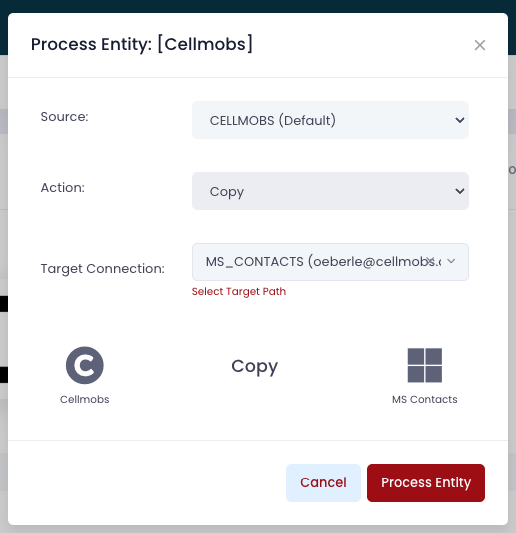 Process Entity: [Cellmobs]
Source:
CELLMOBS (Default)
Action:
Copy
Target Connection:
MS_CONTACTS (oeberle@cellmobs.c
Select Target Path
Copy
Cellmobs
MS Contacts
Cancel
Process Entity